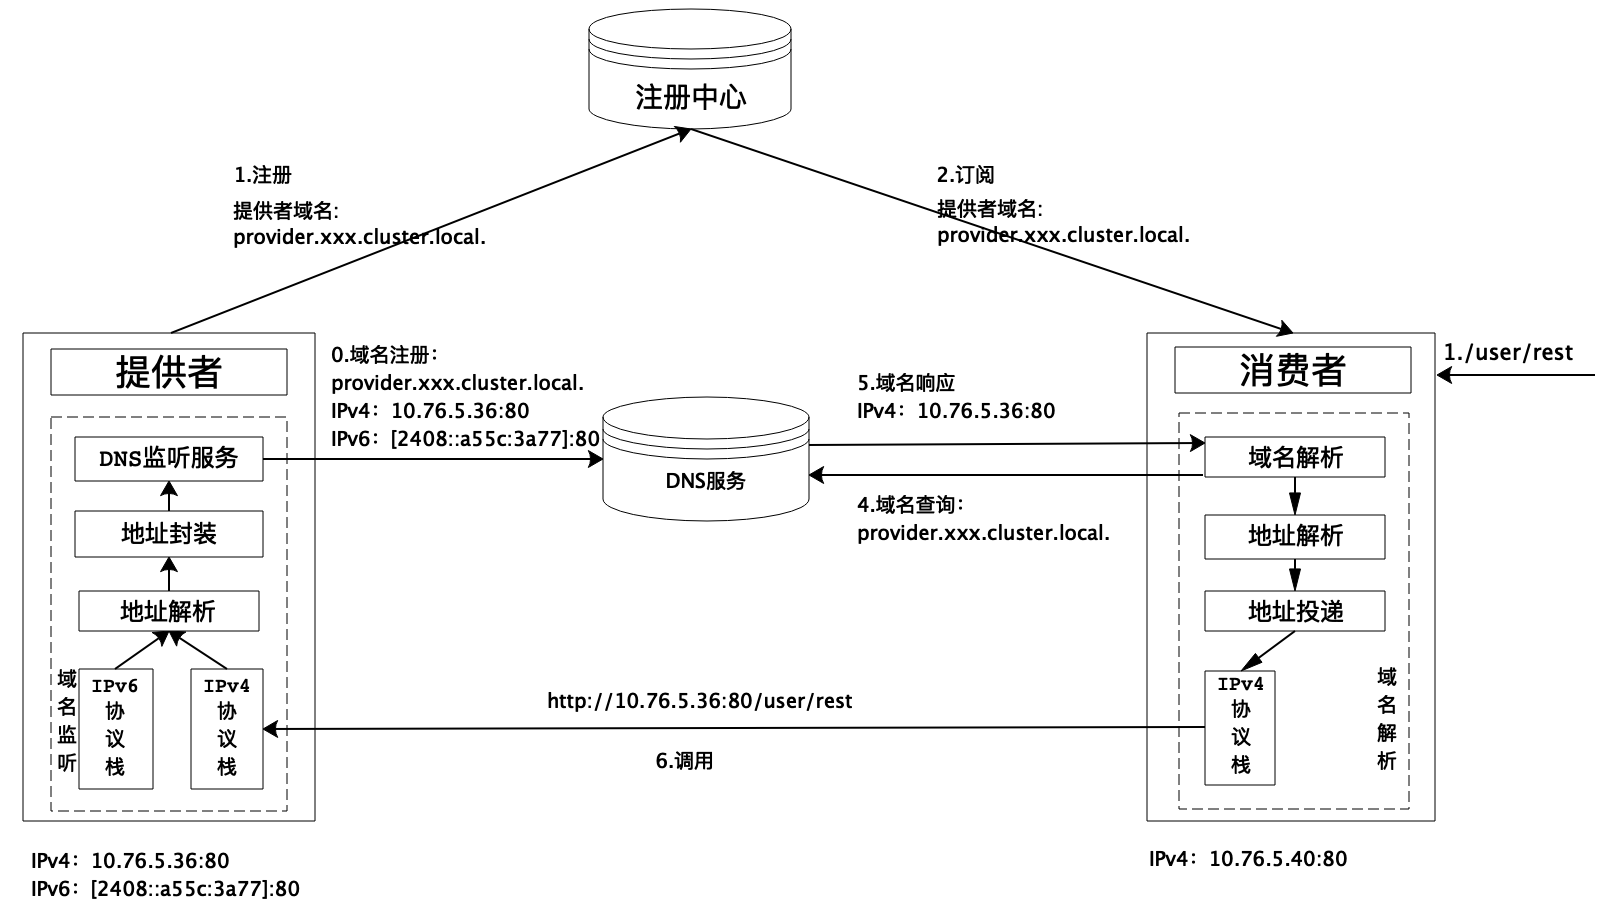 注册中心
1.注册
提供者域名:
provider.xxx.cluster.local.
2.订阅
提供者域名:
provider.xxx.cluster.local.
提供者
0.域名注册：
provider.xxx.cluster.local.
IPv4：10.76.5.36:80
IPv6：[2408::a55c:3a77]:80
DNS监听服务
地址封装
地址解析
IPv6
协
议
栈
IPv4
协
议
栈
域
名
监
听
IPv4：10.76.5.36:80
IPv6：[2408::a55c:3a77]:80
DNS服务
5.域名响应
IPv4：10.76.5.36:80
4.域名查询：
provider.xxx.cluster.local.
http://10.76.5.36:80/user/rest
6.调用
消费者
1./user/rest
域名解析
地址解析
地址投递
IPv4
协
议
栈
域
名
解
析
IPv4：10.76.5.40:80